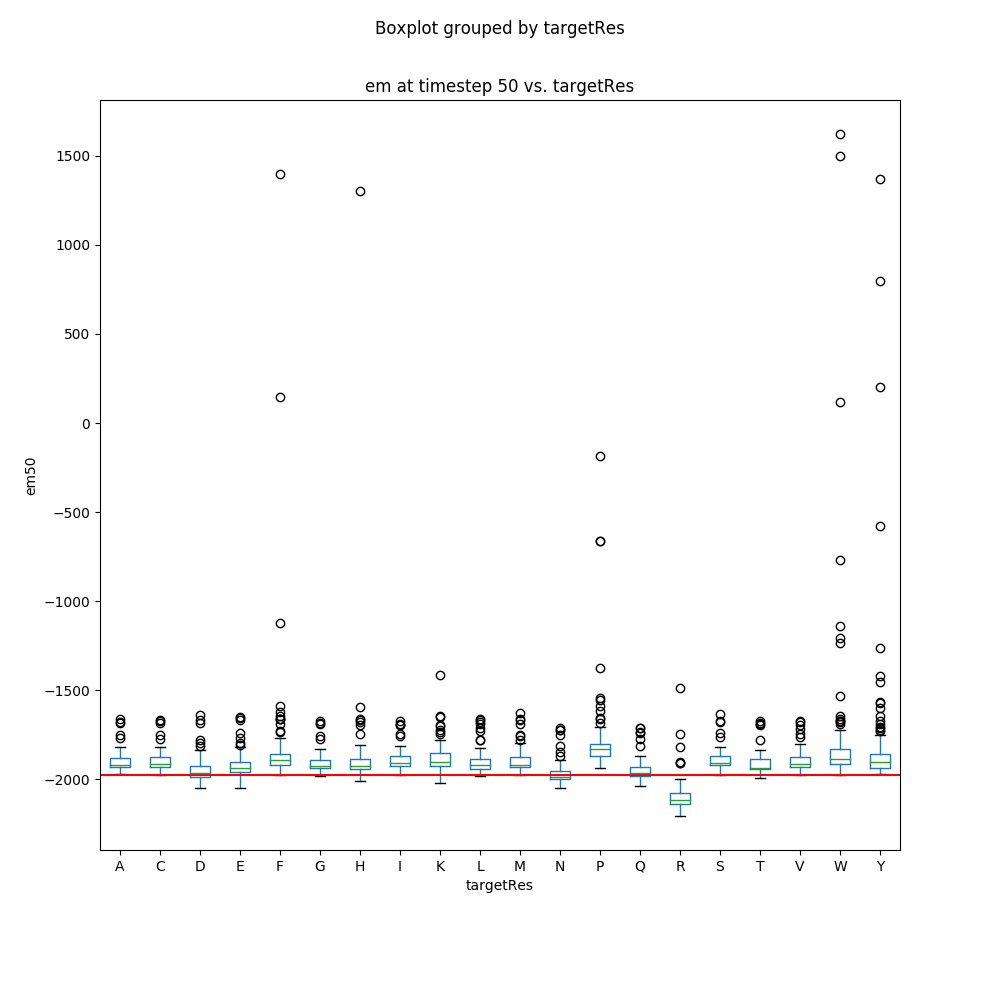 Boxplot grouped by targetRes
em at timestep 50 vs. targetRes
1500
1000
500
0
−500
−1000
−1500
−2000
em50
A C D E F G H I K L M N P Q R S T V W Y
targetRes